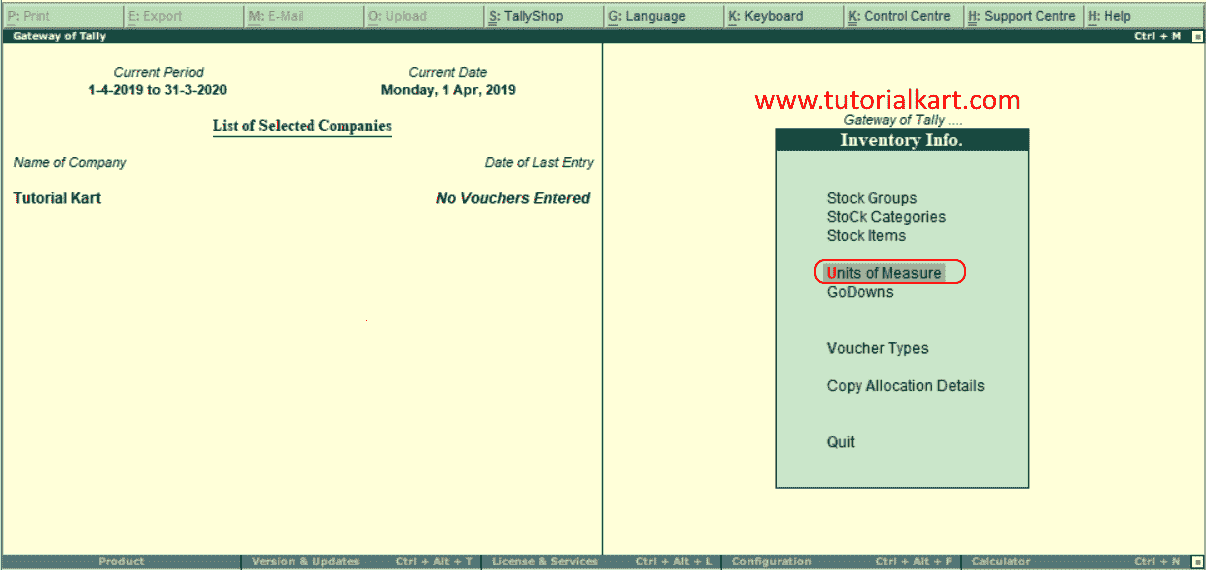 P: Print E: Export M: E-Mail O: Upload S: TallyShop G: Language K: Keyboard K: Control Centre H: Support Centre H: Help
Gateway of Tally Ctrl + M
Current Period Current Date
1-4-2019 to 31-3-2020 Monday, 1 Apr, 2019
List of Selected Companies
Name of Company Date of Last Entry
Tutorial Kart No Vouchers Entered
www.tutorialkart.com
Gateway of Tally ....
Inventory Info.
Stock Groups
StoCk Categories
Stock Items
Units of Measure
GoDowns
Voucher Types
Copy Allocation Details
Quit
Product Version & Updates Ctrl + Alt + T License & Services Ctrl + Alt + L Configuration Ctrl + Alt + F Calculator Ctrl + N